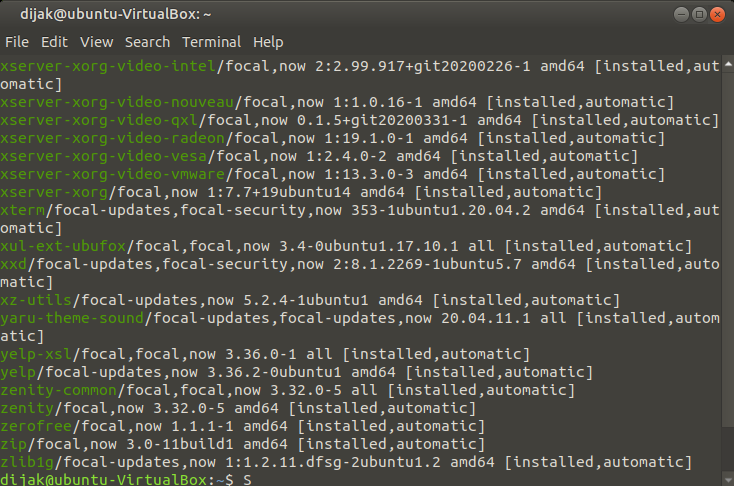 dijak@ubuntu-VirtualBox: ~
File Edit View Search Terminal Help
xserver-xorg-video-intel/focal,now 2:2.99.917+git20200226-1 amd64 [installed,aut
omatic]
xserver-xorg-video-nouveau/focal,now 1:1.0.16-1 amd64 [installed,automatic]
xserver-xorg-video-qxl/focal,now 0.1.5+git20200331-1 amd64 [installed,automatic]
xserver-xorg-video-radeon/focal,now 1:19.1.0-1 amd64 [installed,automatic]
xserver-xorg-video-vesa/focal,now 1:2.4.0-2 amd64 [installed,automatic]
xserver-xorg-video-vmware/focal,now 1:13.3.0-3 amd64 [installed,automatic]
xserver-xorg/focal,now 1:7.7+19ubuntu14 amd64 [installed,automatic]
xterm/focal-updates,focal-security,now 353-1ubuntu1.20.04.2 amd64 [installed,aut
omatic]
xul-ext-ubufox/focal,focal,now 3.4-0ubuntu1.17.10.1 all [installed,automatic]
xxd/focal-updates,focal-security,now 2:8.1.2269-1ubuntu5.7 amd64 [installed,auto
matic]
xz-utils/focal-updates,now 5.2.4-1ubuntu1 amd64 [installed,automatic]
yaru-theme-sound/focal-updates,focal-updates,now 20.04.11.1 all [installed,autom
atic]
yelp-xsl/focal,focal,now 3.36.0-1 all [installed,automatic]
yelp/focal-updates,now 3.36.2-0ubuntu1 amd64 [installed,automatic]
zenity-common/focal,focal,now 3.32.0-5 all [installed,automatic]
zenity/focal,now 3.32.0-5 amd64 [installed,automatic]
zerofree/focal,now 1.1.1-1 amd64 [installed,automatic]
zip/focal,now 3.0-11build1 amd64 [installed,automatic]
zlib1g/focal-updates,now 1:1.2.11.dfsg-2ubuntu1.2 amd64 [installed,automatic]
dijak@ubuntu-VirtualBox:~$ S